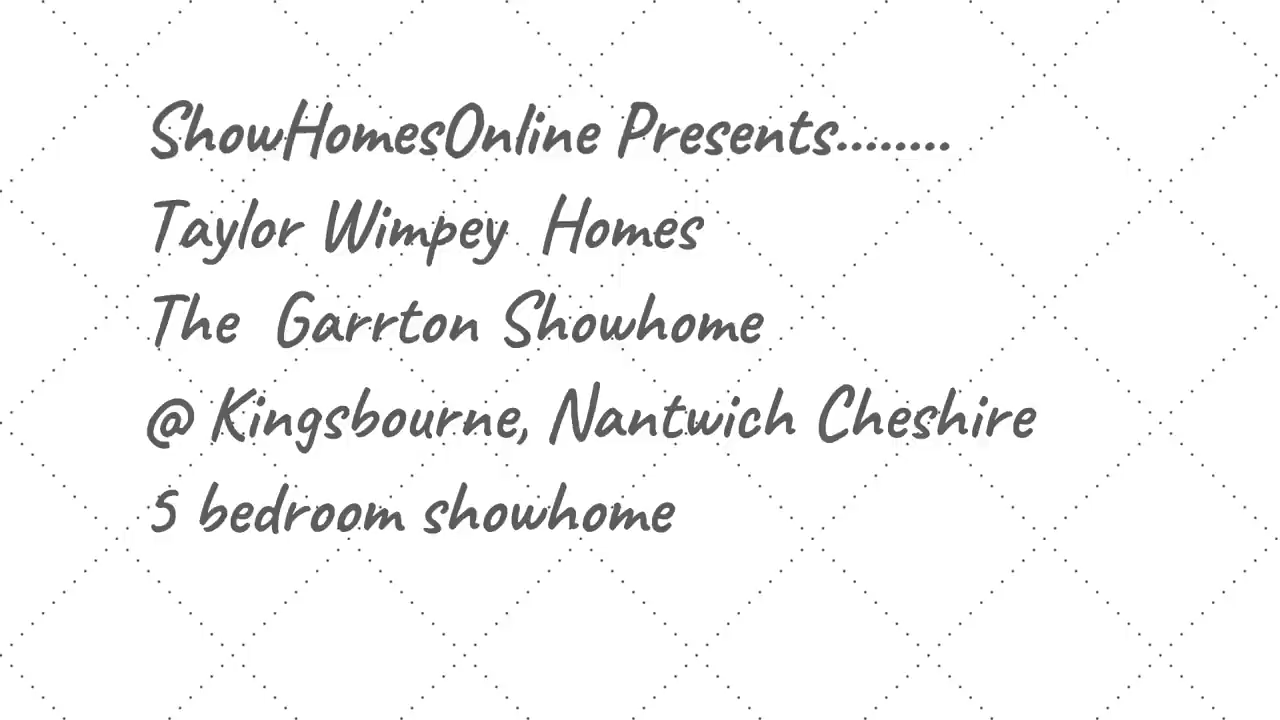 ShowHomesOnline Presents........
Taylor Wimpey Homes
The Garrton Showhome
@ Kingsbourne, Nantwich Cheshire
5 bedroom showhome